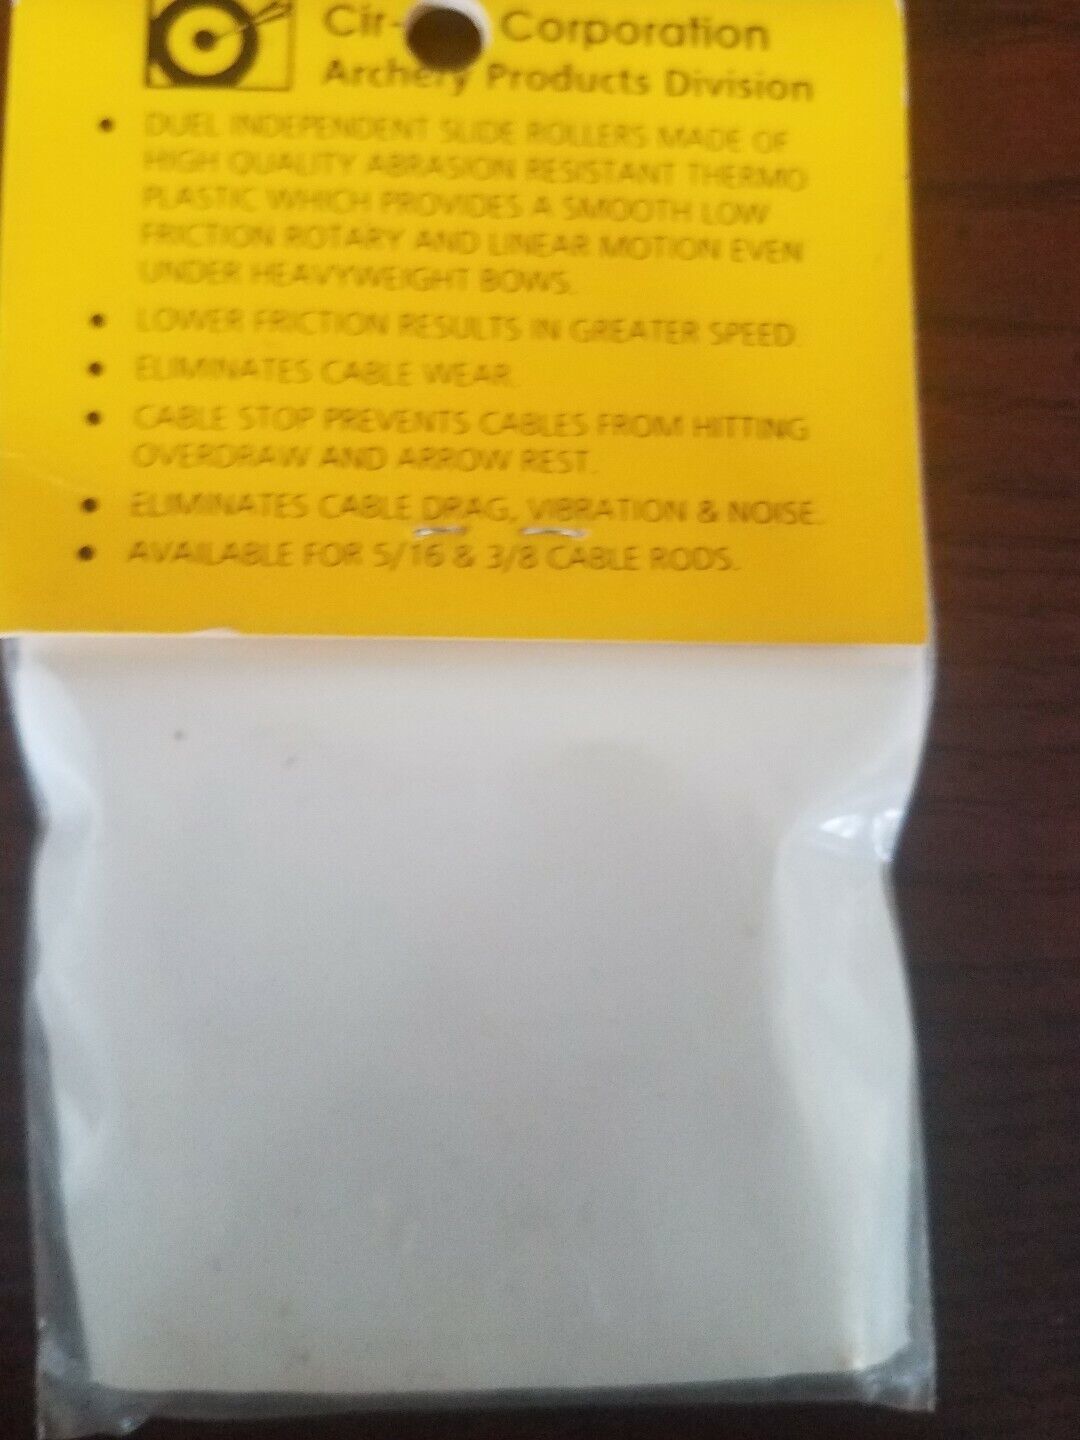 Cir- Corporation
Archery Products Division
• DUEL INDEPENDENT SLIDE ROLLERS MADE OF
HIGH QUALITY ABRASION RESISTANT THERMO
PLASTIC WHICH PROVIDES A SMOOTH LOW
FRICTION ROTARY AND LINEAR MOTION EVEN
UNDER HEAVYWEIGHT BOWS.
• LOWER FRICTION RESULTS IN GREATER SPEED.
• ELIMINATES CABLE WEAR.
• CABLE STOP PREVENTS CABLES FROM HITTING
OVERDRAW AND ARROW REST.
• ELIMINATES CABLE DRAG, VIBRATION & NOISE.
• AVAILABLE FOR 5/16 & 3/8 CABLE RODS.